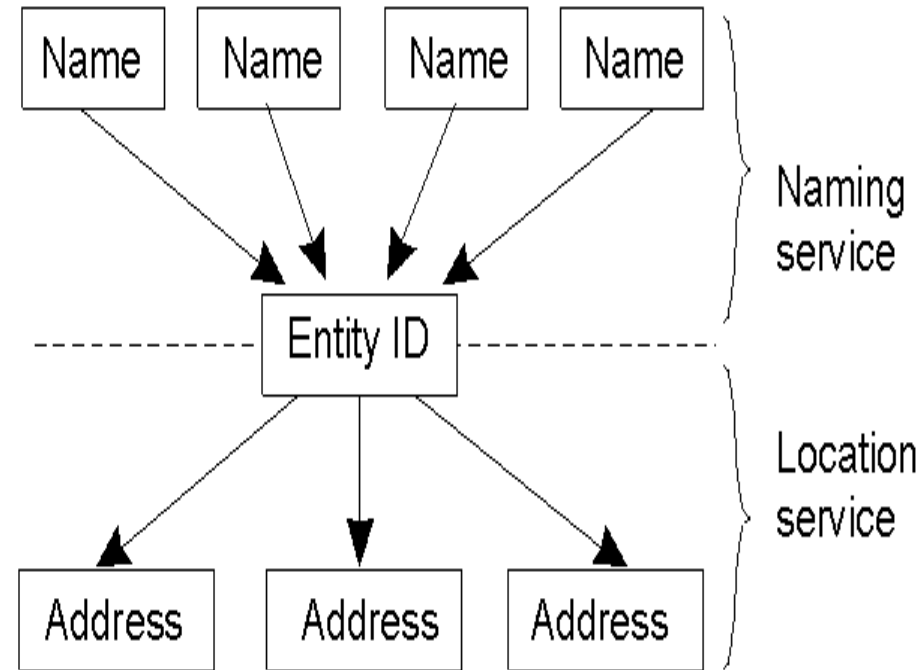 Name Name Name Name
Naming
service
Entity ID
Location
service
Address Address Address